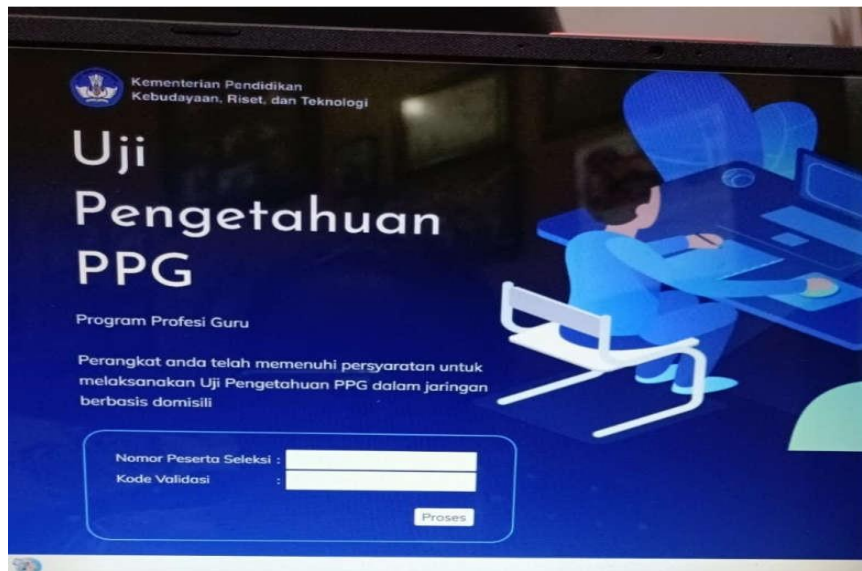 Kementerian Pendidikan
Kebudayaan, Riset, dan Teknologi
Uji
Pengetahuan
PPG
Program Profesi Guru
Perangkat anda telah memenuhi persyaratan untuk
melaksanakan Uji Pengetahuan PPG dalam jaringan
berbasis domisili
Nomor Peserta Seleksi :
Kode Validasi :
Proses